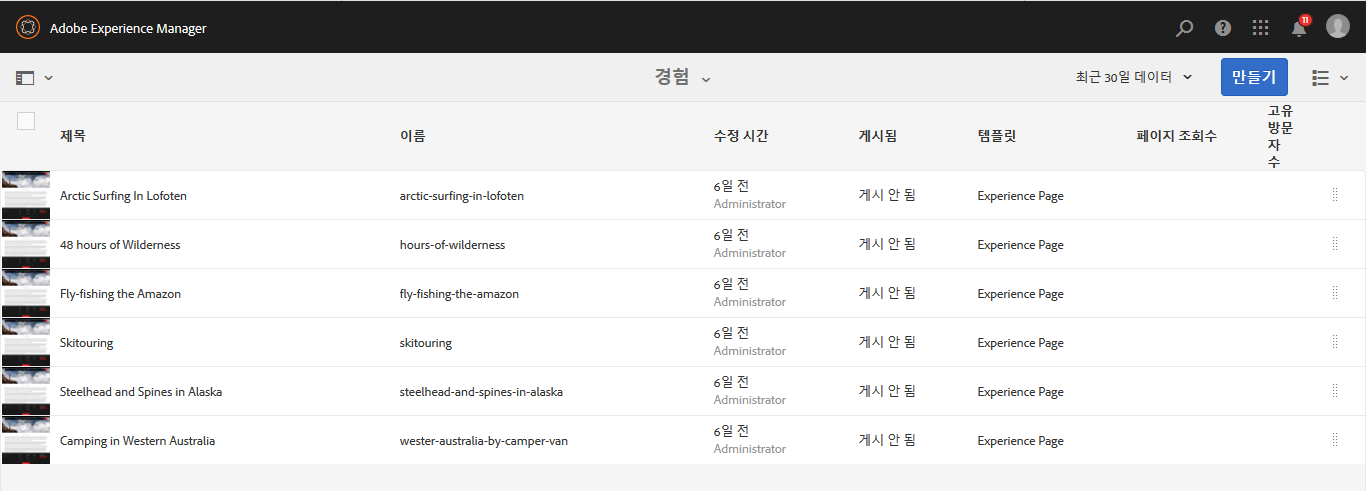 Adobe Experience Manager
11
경험
최근 30일 데이터
만들기
제목 이름 수정 시간 게시됨 템플릿 페이지 조회수
고유
방문
자
수
Arctic Surfing In Lofoten arctic-surfing-in-lofoten 6일 전 게시 안 됨 Experience Page
Administrator
48 hours of Wilderness hours-of-wilderness 6일 전 게시 안 됨 Experience Page
Administrator
Fly-fishing the Amazon fly-fishing-the-amazon 6일 전 게시 안 됨 Experience Page
Administrator
Skitouring skitouring 6일 전 게시 안 됨 Experience Page
Administrator
Steelhead and Spines in Alaska steelhead-and-spines-in-alaska 6일 전 게시 안 됨 Experience Page
Administrator
Camping in Western Australia wester-australia-by-camper-van 6일 전 게시 안 됨 Experience Page
Administrator